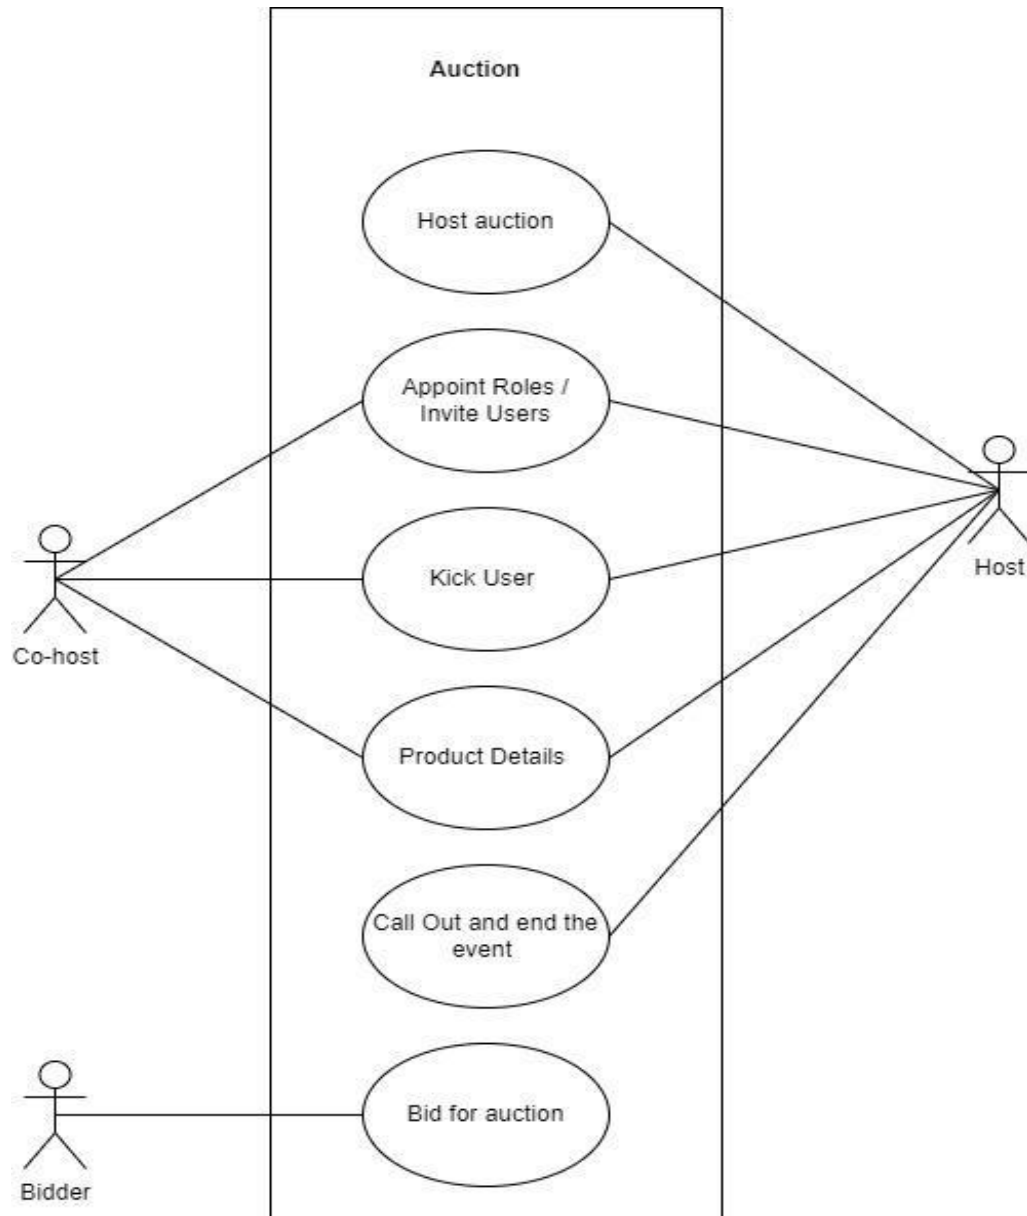 Auction
Host auction
Appoint Roles /
Invite Users
Host
Kick User
Co-host
Product Details
Call Out and end the
event
Bid for auction
Bidder